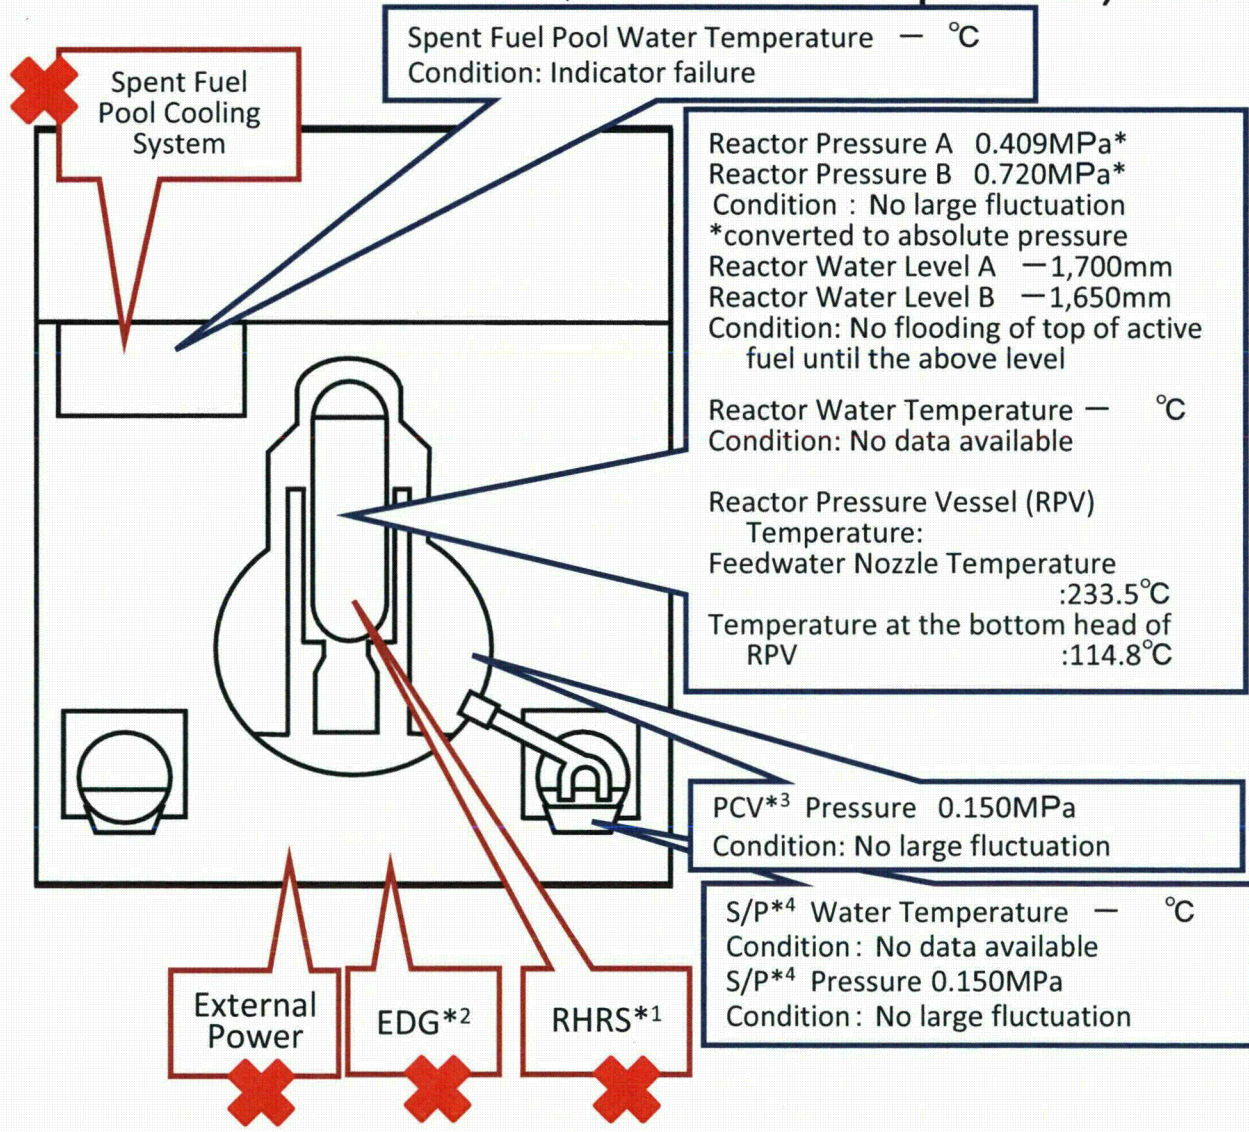 Spent Fuel Pool Water Temperature － ℃
Condition: Indicator failure
Spent Fuel
Pool Cooling
System
Reactor Pressure A 0.409MPa*
Reactor Pressure B 0.720MPa*
Condition : No large fluctuation
*converted to absolute pressure
Reactor Water Level A －1,700mm
Reactor Water Level B －1,650mm
Condition: No flooding of top of active
fuel until the above level
Reactor Water Temperature － ℃
Condition: No data available
Reactor Pressure Vessel (RPV)
Temperature:
Feedwater Nozzle Temperature
:233.5℃
Temperature at the bottom head of
RPV :114.8℃
PCV*3 Pressure 0.150MPa
Condition: No large fluctuation
S/P*4 Water Temperature － ℃
Condition: No data available
S/P*4 Pressure 0.150MPa
Condition: No large fluctuation
External
Power
EDG*2
RHRS*1